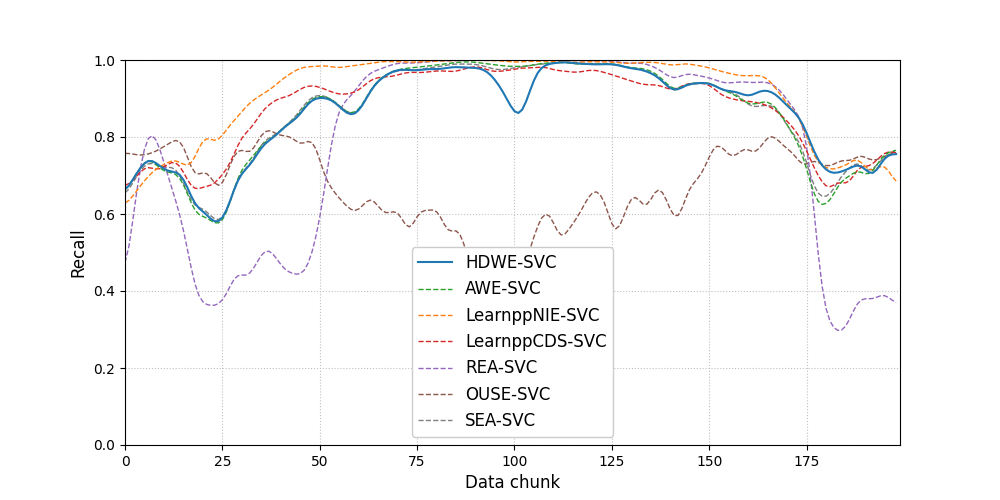 1.0
0.8
0.6
0.4
0.2
0.0
Recall
HDWE-SVC
AWE-SVC
LearnppNIE-SVC
LearnppCDS-SVC
REA-SVC
OUSE-SVC
SEA-SVC
0 25 50 75 100 125 150 175
Data chunk